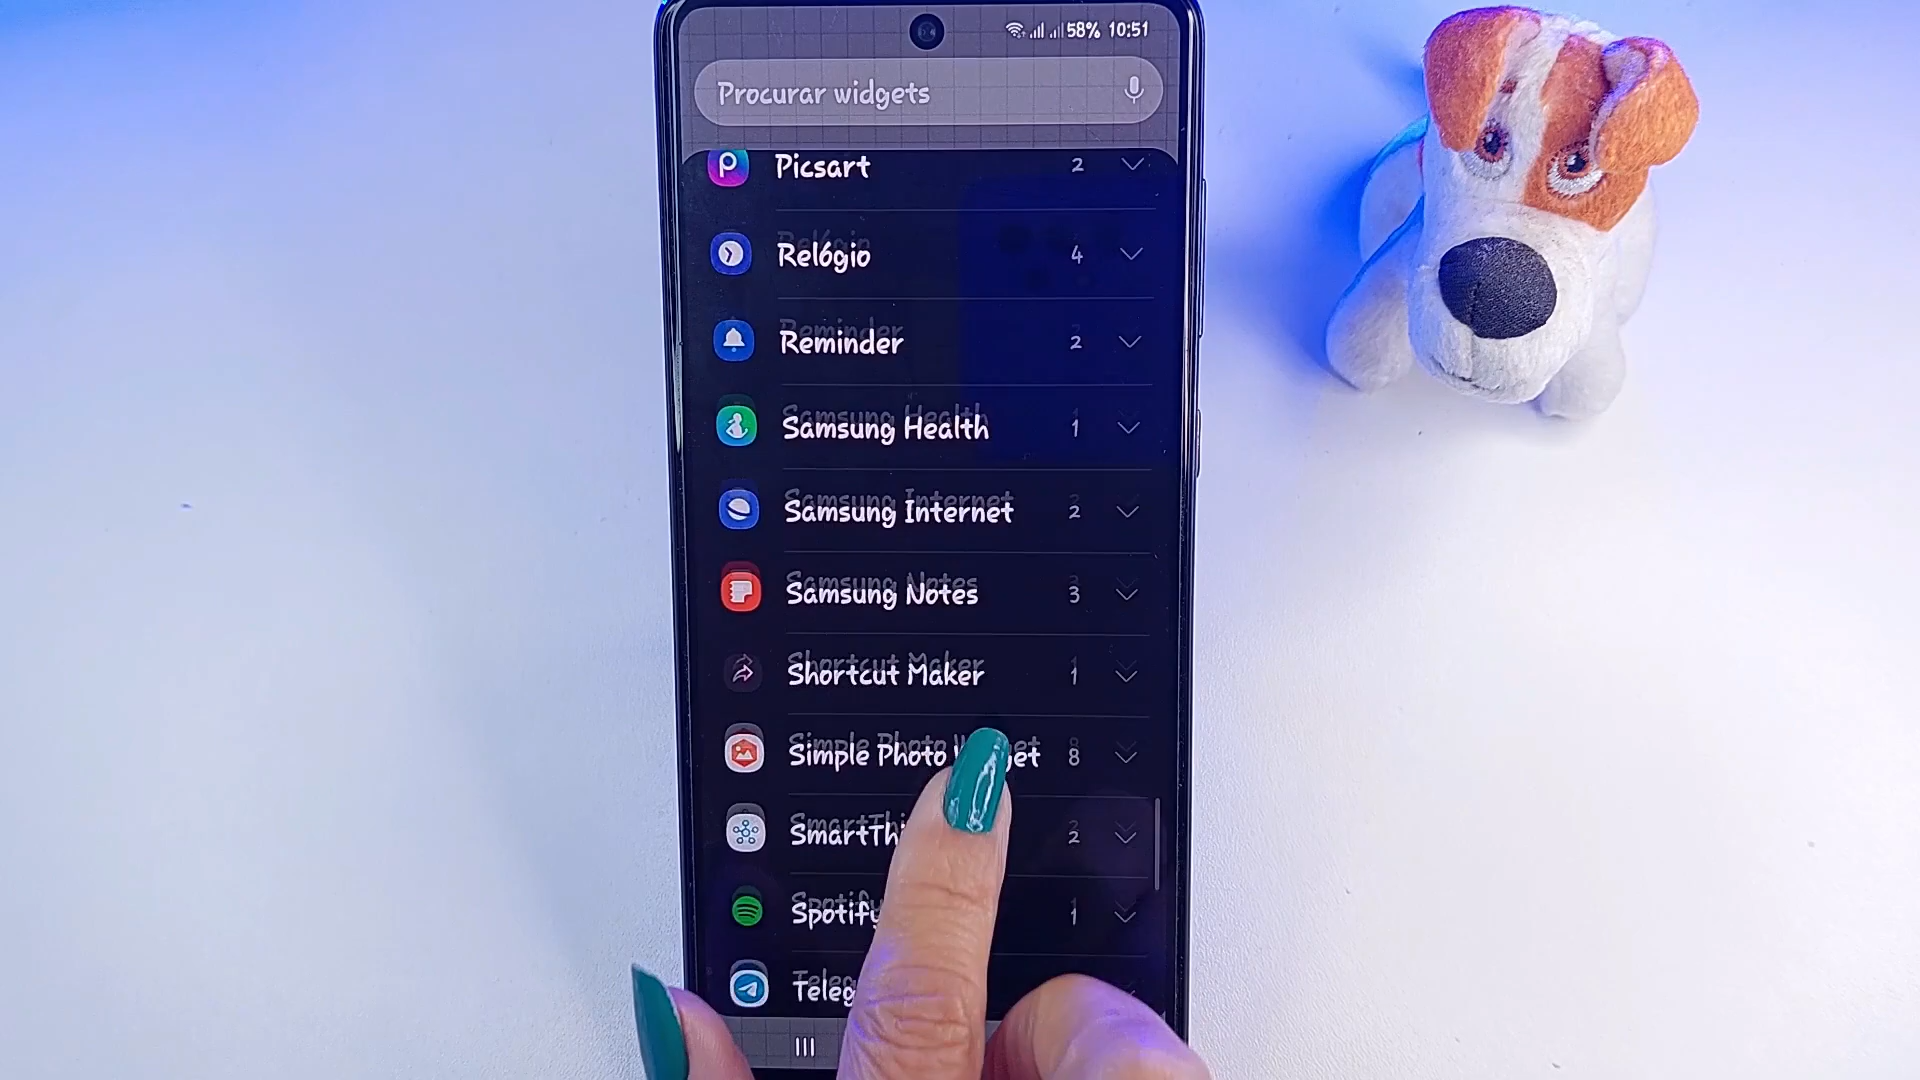 58% 10:51
Procurar widgets
Picsart 2
Relógio 4
Reminder 2
Samsung Health 1
Samsung Internet 2
Samsung Notes 3
Shortcut Maker 1
Simple Photo 8
2
Spotify 1